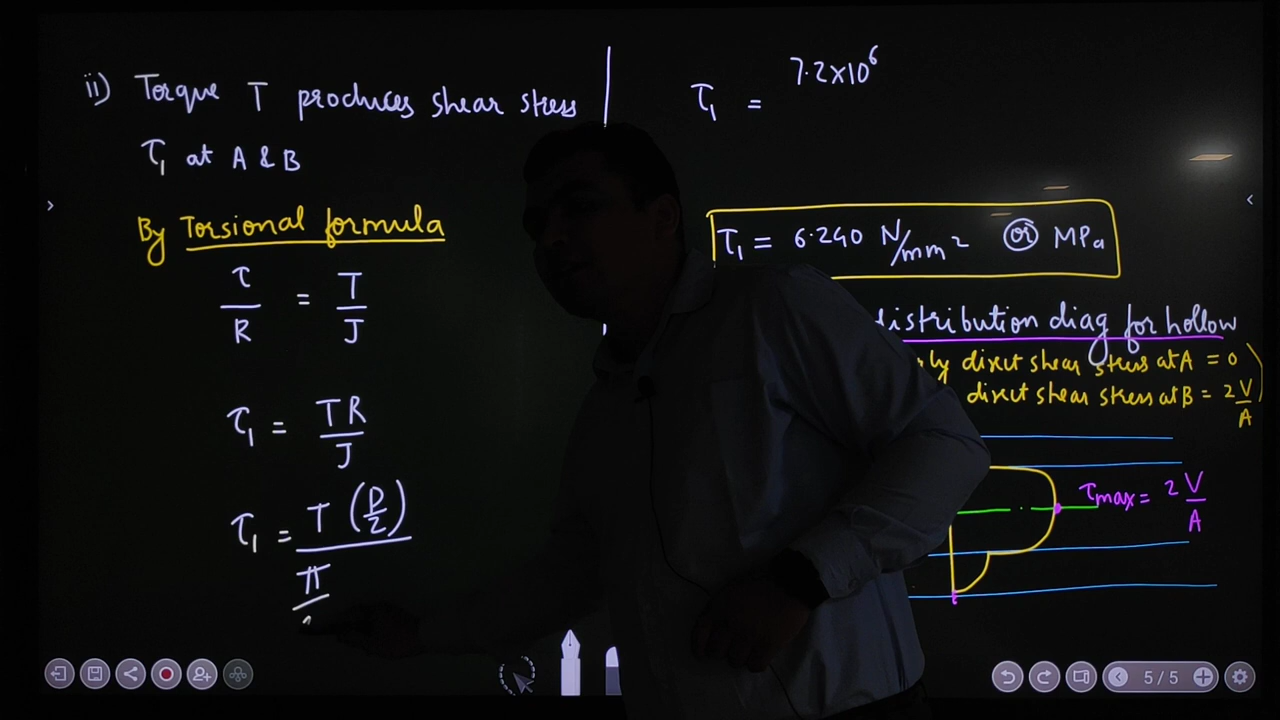 ii) Torque T produces shear stress
τ₁ at A & B
By Torsional formula
τ/R = T/J
τ₁ = TR/J
τ₁ = T (D/2)
π
τ₁ = 7.2×10⁶
τ₁ = 6.240 N/mm² or MPa
distribution diag for hollow
direct shear stress at A = 0
direct shear stress at B = 2 V/A
τmax = 2 V/A
5/5